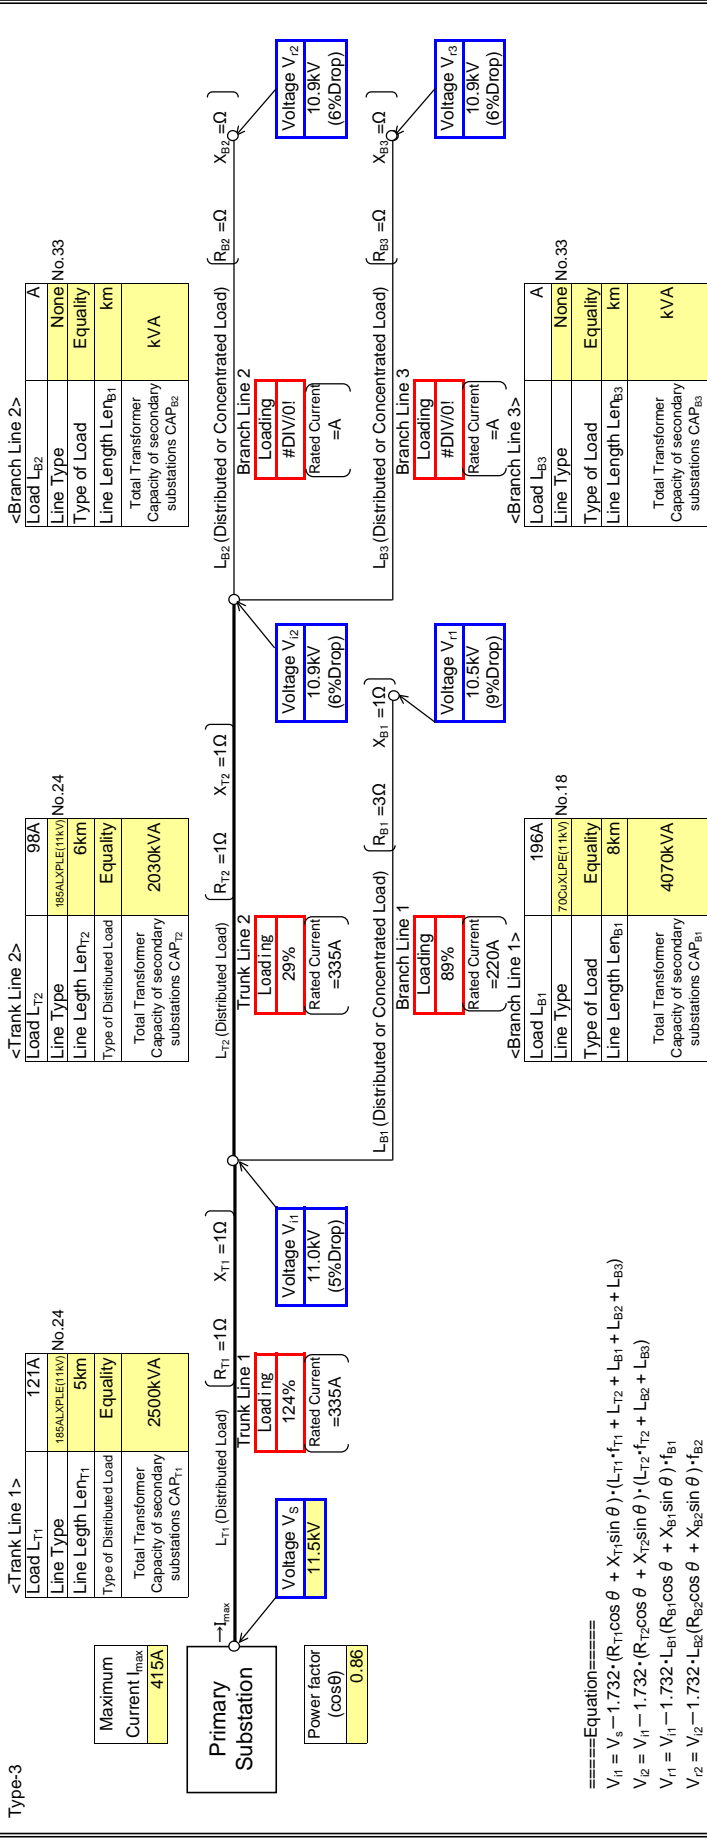 Type-3
Maximum
Current Imax
415A
Primary
Substation
→Imax
Power factor
(cosθ)
0.86
Voltage VS
11.5kV
<Trank Line 1>
Load LT1 121A
Line Type 185ALXPLE(11kV) No.24
Line Legth LenT1 5km
Type of Distributed Load Equality
Total Transformer
Capacity of secondary
substations CAPT1
2500kVA
LT1 (Distributed Load) (RT1 =1Ω XT1 =1Ω)
Trunk Line 1
Loading
124%
Rated Current
=335A
Voltage Vi1
11.0kV
(5%Drop)
<Trank Line 2>
Load LT2 98A
Line Type 185ALXPLE(11kV) No.24
Line Legth LenT2 6km
Type of Distributed Load Equality
Total Transformer
Capacity of secondary
substations CAPT2
2030kVA
LT2 (Distributed Load) (RT2 =1Ω XT2 =1Ω)
Trunk Line 2
Loading
29%
Rated Current
=335A
Voltage Vi2
10.9kV
(6%Drop)
LB1 (Distributed or Concentrated Load) (RB1 =3Ω XB1 =1Ω)
Branch Line 1
Loading
89%
Rated Current
=220A
Voltage Vr1
10.5kV
(9%Drop)
<Branch Line 1>
Load LB1 196A
Line Type 70CuXLPE(11kV) No.18
Type of Load Equality
Line Length LenB1 8km
Total Transformer
Capacity of secondary
substations CAPB1
4070kVA
<Branch Line 2>
Load LB2 A
Line Type None No.33
Type of Load Equality
Line Length LenB1 km
Total Transformer
Capacity of secondary
substations CAPB2
kVA
LB2 (Distributed or Concentrated Load) (RB2 =Ω XB2 =Ω)
Branch Line 2
Loading
#DIV/0!
Rated Current
=A
Voltage Vr2
10.9kV
(6%Drop)
LB3 (Distributed or Concentrated Load) (RB3 =Ω XB3 =Ω)
Branch Line 3
Loading
#DIV/0!
Rated Current
=A
Voltage Vr3
10.9kV
(6%Drop)
<Branch Line 3>
Load LB3 A
Line Type None No.33
Type of Load Equality
Line Length LenB3 km
Total Transformer
Capacity of secondary
substations CAPB3
kVA
=====Equation=====
Vi1 = Vs－1.732・(RT1cosθ + XT1sinθ)・(LT1・fT1 + LT2 + LB1 + LB2 + LB3)
Vi2 = Vi1－1.732・(RT2cosθ + XT2sinθ)・(LT2・fT2 + LB2 + LB3)
Vr1 = Vi1－1.732・LB1(RB1cosθ + XB1sinθ)・fB1
Vr2 = Vi2－1.732・LB2(RB2cosθ + XB2sinθ)・fB2